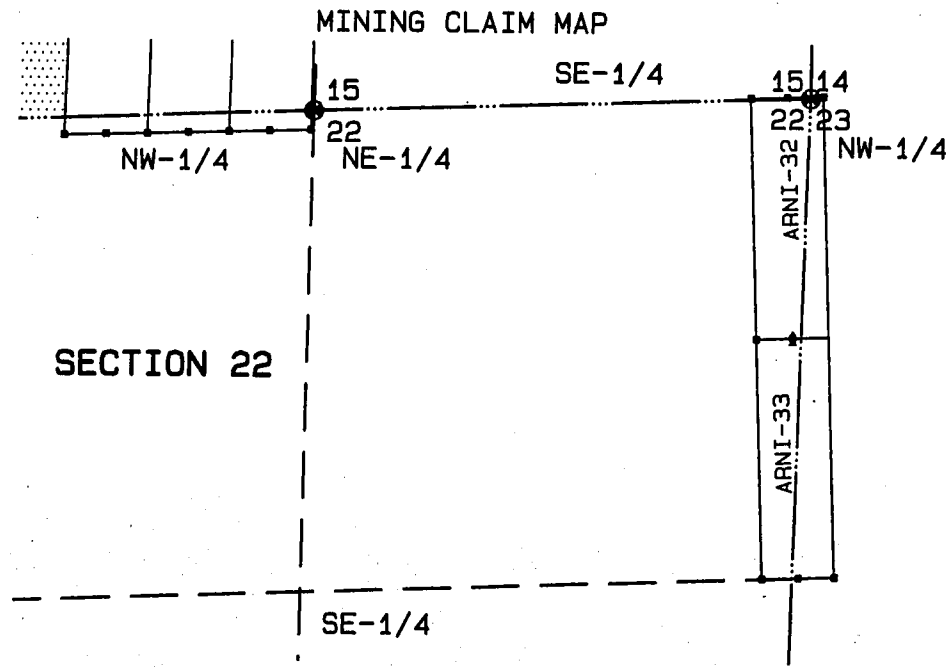 MINING CLAIM MAP
SE-1/4
15
15 14
22
22 23
NW-1/4
NE-1/4
NW-1/4
ARNI-32
SECTION 22
ARNI-33
SE-1/4